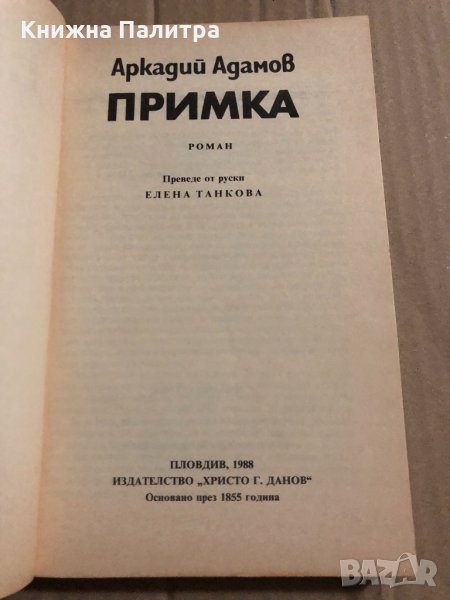 Книжна Палитра
Аркадий Адамов
ПРИМКА
РОМАН
Преведе от руски
ЕЛЕНА ТАНКОВА
ПЛОВДИВ, 1988
ИЗДАТЕЛСТВО „ХРИСТО Г. ДАНОВ"
Основано през 1855 година
BAZAR